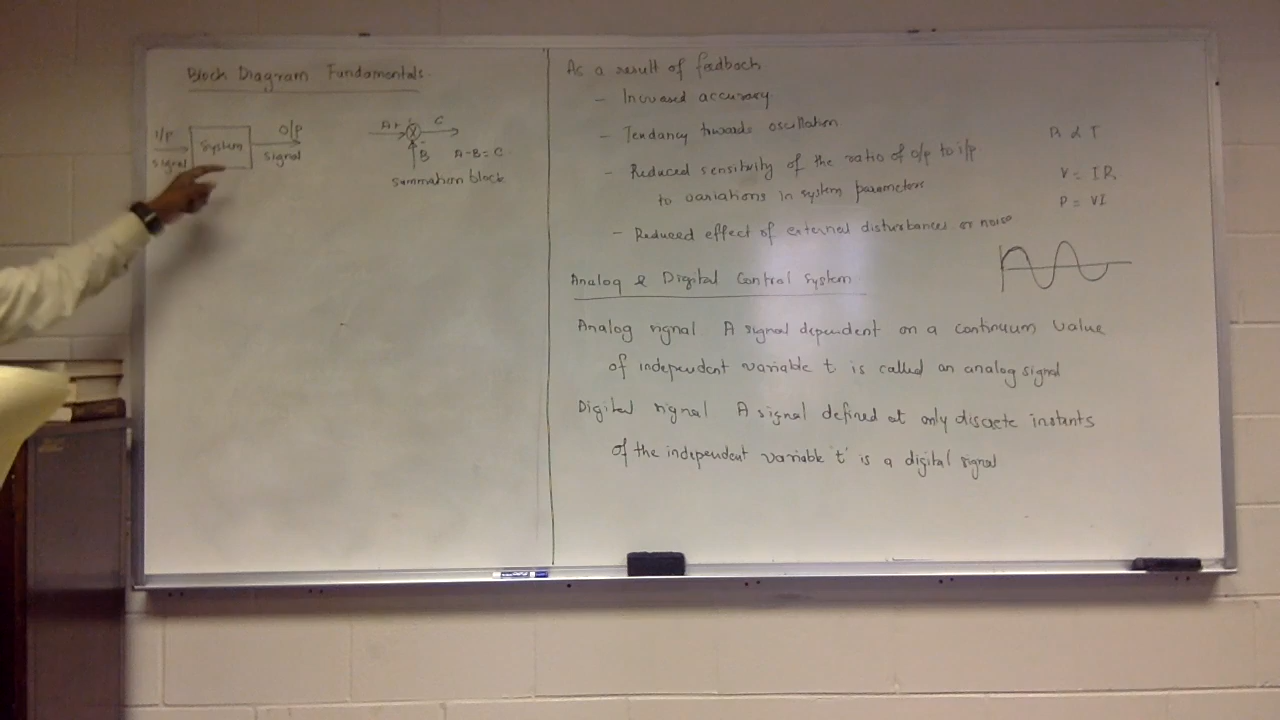 Block Diagram Fundamentals
I/P
signal
System
O/P
signal
A +
C
-
B
A-B = C
Summation block
As a result of feedback
- Increased accuracy
- Tendancy towards oscillation
- Reduced sensitivity of the ratio of o/p to i/p
to variations in system parameters
- Reduced effect of external disturbances or noise
R α T
V = IR
P = VI
Analog & Digital Control System
Analog signal A signal dependent on a continuum value
of independent variable t is called an analog signal
Digital signal A signal defined at only discrete instants
of the independent variable 't' is a digital signal